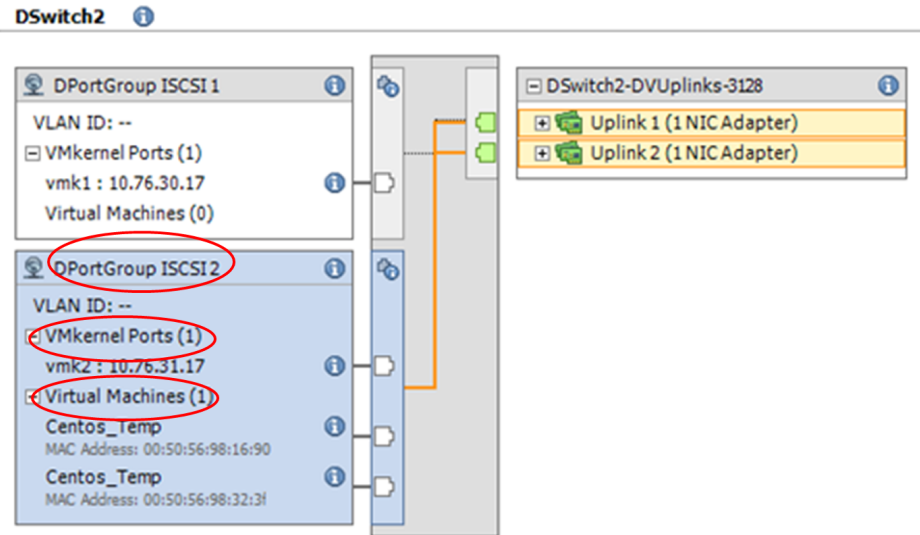 DSwitch2
DPortGroup ISCSI 1
VLAN ID: --
VMkernel Ports (1)
vmk1 : 10.76.30.17
Virtual Machines (0)
DPortGroup ISCSI 2
VLAN ID: --
VMkernel Ports (1)
vmk2 : 10.76.31.17
Virtual Machines (1)
Centos_Temp
MAC Address: 00:50:56:98:16:90
Centos_Temp
MAC Address: 00:50:56:98:32:3f
DSwitch2-DVUplinks-3128
Uplink 1 (1 NIC Adapter)
Uplink 2 (1 NIC Adapter)